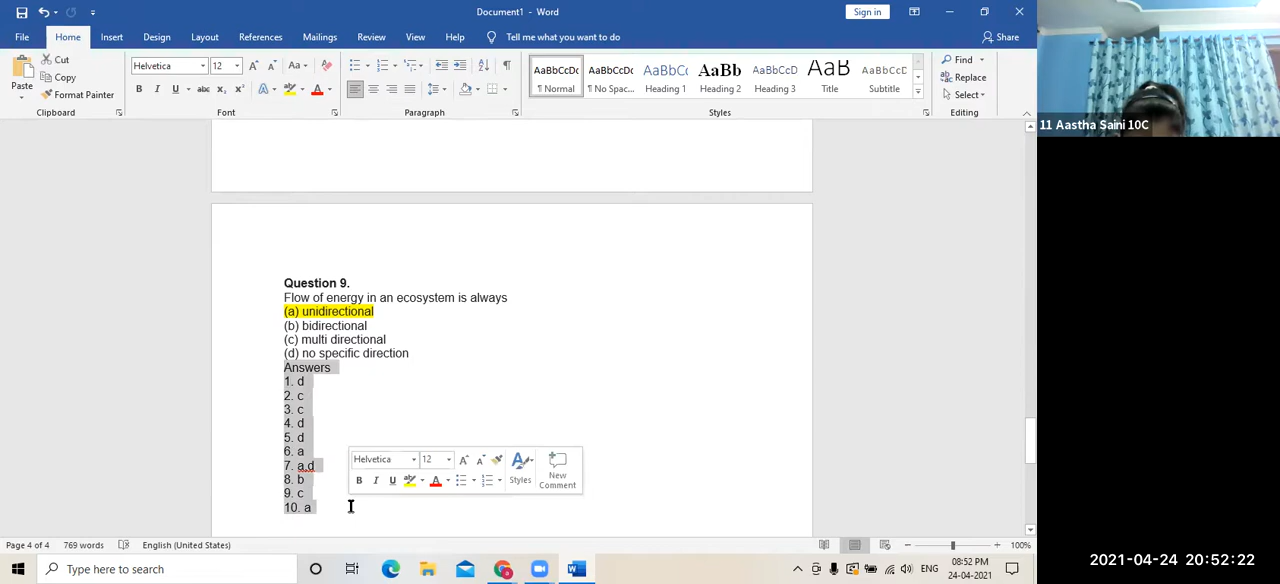 Document1 - Word
Sign in
File Home Insert Design Layout References Mailings Review View Help Tell me what you want to do Share
Paste
Cut
Copy
Format Painter
Clipboard
Helvetica 12
Font
Paragraph
AaBbCcDc AaBbCcDc AaBbCc AaBbCcD AaBbCcD AaB AaBbCcD
¶ Normal ¶ No Spac... Heading 1 Heading 2 Heading 3 Title Subtitle
Styles
Find
Replace
Select
Editing
11 Aastha Saini 10C
Question 9.
Flow of energy in an ecosystem is always
(a) unidirectional
(b) bidirectional
(c) multi directional
(d) no specific direction
Answers
1. d
2. c
3. c
4. d
5. d
6. a
7. a,d
8. b
9. c
10. a
Helvetica 12
Styles
New Comment
Page 4 of 4 769 words English (United States) 100%
Type here to search
ENG
08:52 PM
24-04-2021
2021-04-24 20:52:22